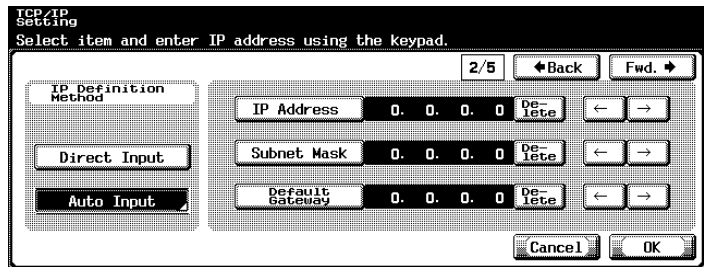 TCP/IP
Setting
Select item and enter IP address using the keypad.
2/5 ←Back Fwd. →
IP Definition
Method
IP Address 0. 0. 0. 0 De-
lete ← →
Direct Input
Subnet Mask 0. 0. 0. 0 De-
lete ← →
Auto Input
Default
Gateway 0. 0. 0. 0 De-
lete ← →
Cancel OK